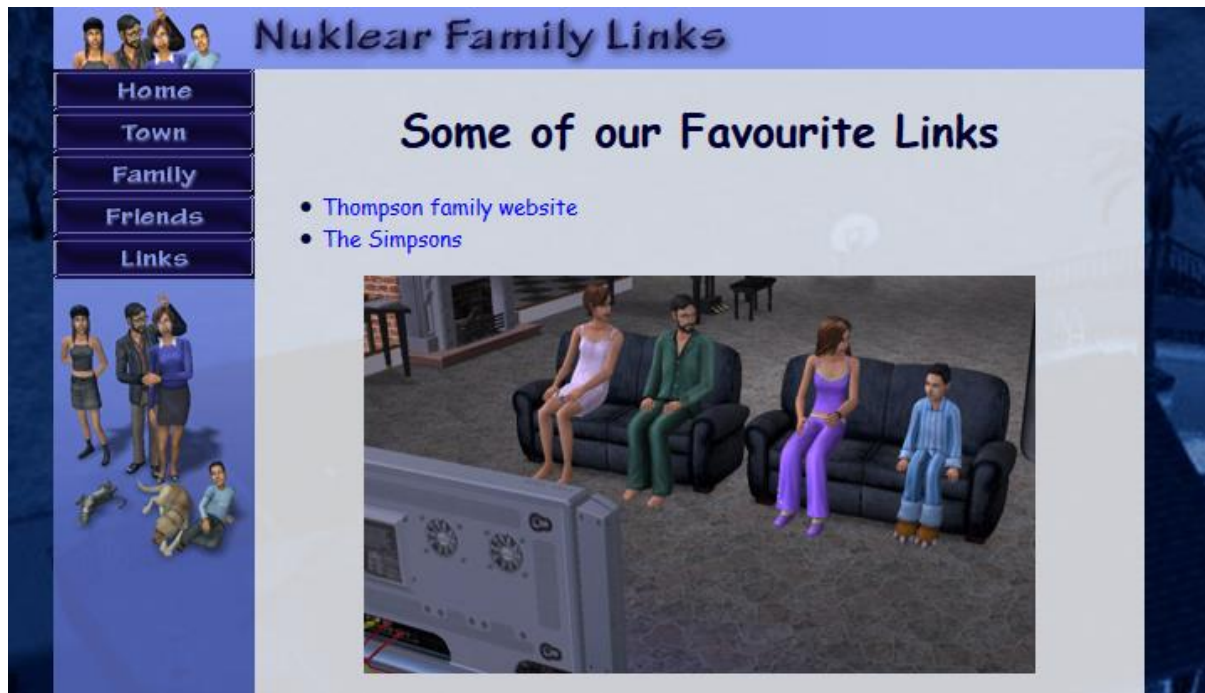 Nuklear Family Links
Home
Town
Family
Friends
Links
Some of our Favourite Links
Thompson family website
The Simpsons